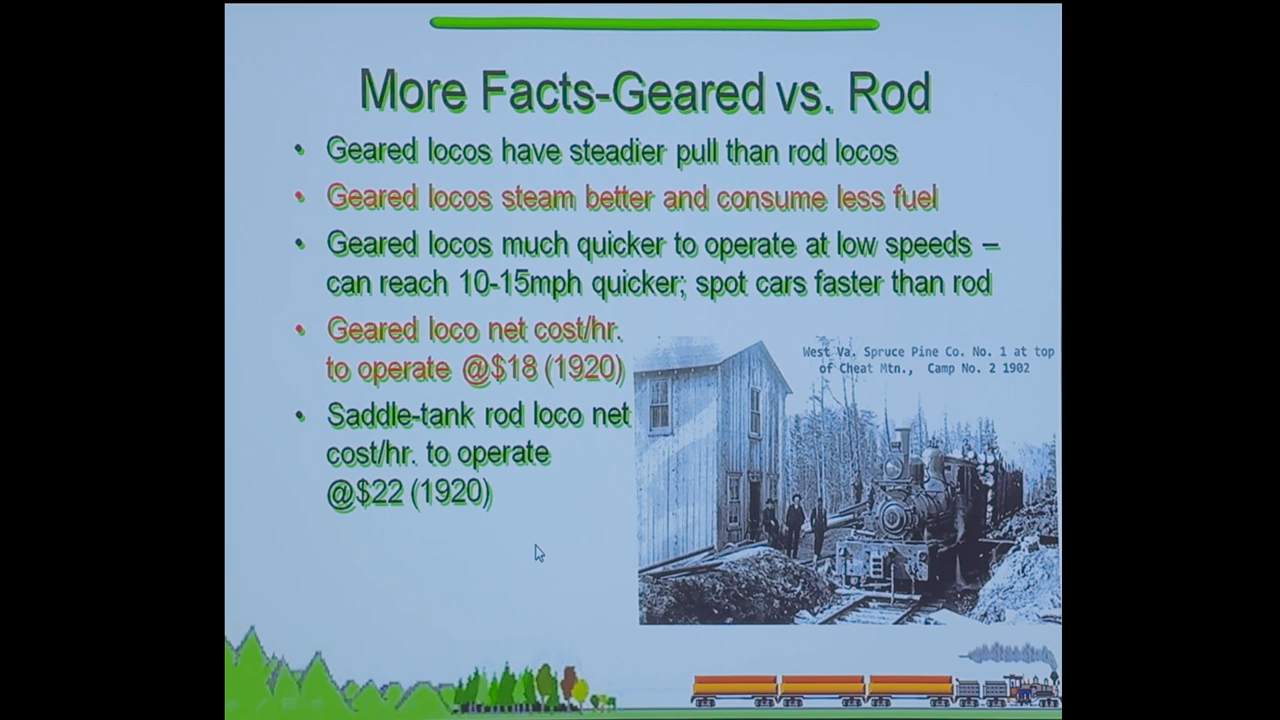 More Facts-Geared vs. Rod
• Geared locos have steadier pull than rod locos
• Geared locos steam better and consume less fuel
• Geared locos much quicker to operate at low speeds –
can reach 10-15mph quicker; spot cars faster than rod
• Geared loco net cost/hr.
to operate @$18 (1920)
• Saddle-tank rod loco net
cost/hr. to operate
@$22 (1920)
West Va. Spruce Pine Co. No. 1 at top
of Cheat Mtn., Camp No. 2 1902